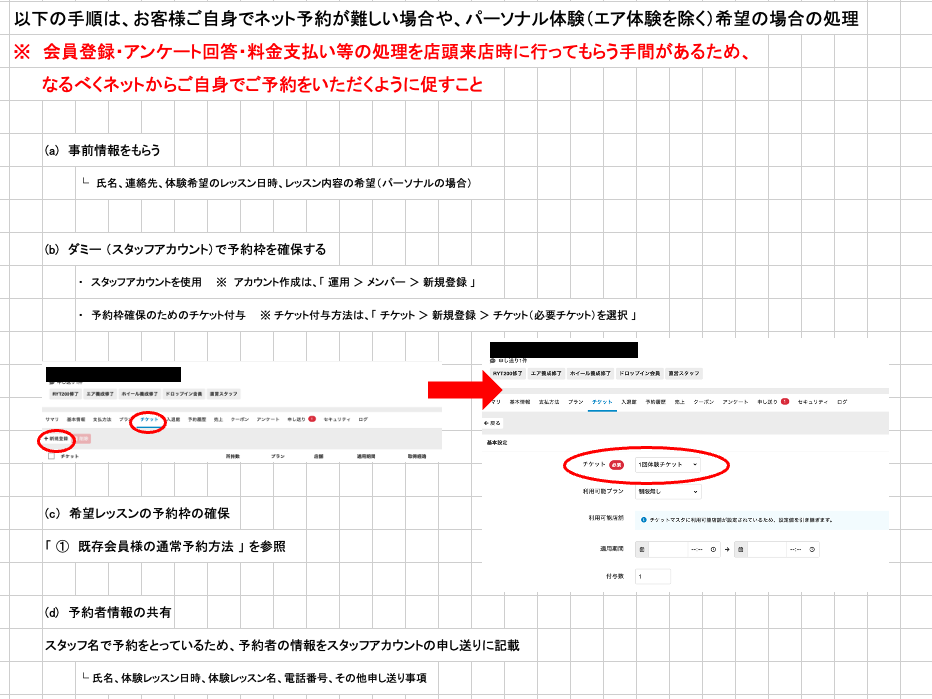 以下の手順は、お客様ご自身でネット予約が難しい場合や、パーソナル体験（エア体験を除く）希望の場合の処理
※ 会員登録・アンケート回答・料金支払い等の処理を店頭来店時に行ってもらう手間があるため、
なるべくネットからご自身でご予約をいただくように促すこと
(a) 事前情報をもらう
└ 氏名、連絡先、体験希望のレッスン日時、レッスン内容の希望（パーソナルの場合）
(b) ダミー（スタッフアカウント）で予約枠を確保する
・ スタッフアカウントを使用 ※ アカウント作成は、「 運用 ＞ メンバー ＞ 新規登録 」
・ 予約枠確保のためのチケット付与 ※ チケット付与方法は、「 チケット ＞ 新規登録 ＞ チケット（必要チケット）を選択 」
RYT200修了 エア養成修了 ホイール養成修了 ドロップイン会員 直営スタッフ
サマリ 基本情報 支払方法 プラン チケット 入退館 予約履歴 売上 クーポン アンケート 申し送り セキュリティ ログ
+ 新規登録
チケット 所持数 プラン 店舗 適用期間 取得経路
申し送り1件
RYT200修了 エア養成修了 ホイール養成修了 ドロップイン会員 直営スタッフ
マリ 基本情報 支払方法 プラン チケット 入退館 予約履歴 売上 クーポン アンケート 申し送り 1 セキュリティ ログ
戻る
基本設定
チケット 必須 1回体験チケット
利用可能プラン 制限無し
利用可能店舗 チケットマスタに利用可能店舗が設定されているため、設定値を引き継ぎます。
適用期間 --:-- → --:--
付与数 1
(c) 希望レッスンの予約枠の確保
「 ① 既存会員様の通常予約方法 」 を参照
(d) 予約者情報の共有
スタッフ名で予約をとっているため、予約者の情報をスタッフアカウントの申し送りに記載
└ 氏名、体験レッスン日時、体験レッスン名、電話番号、その他申し送り事項